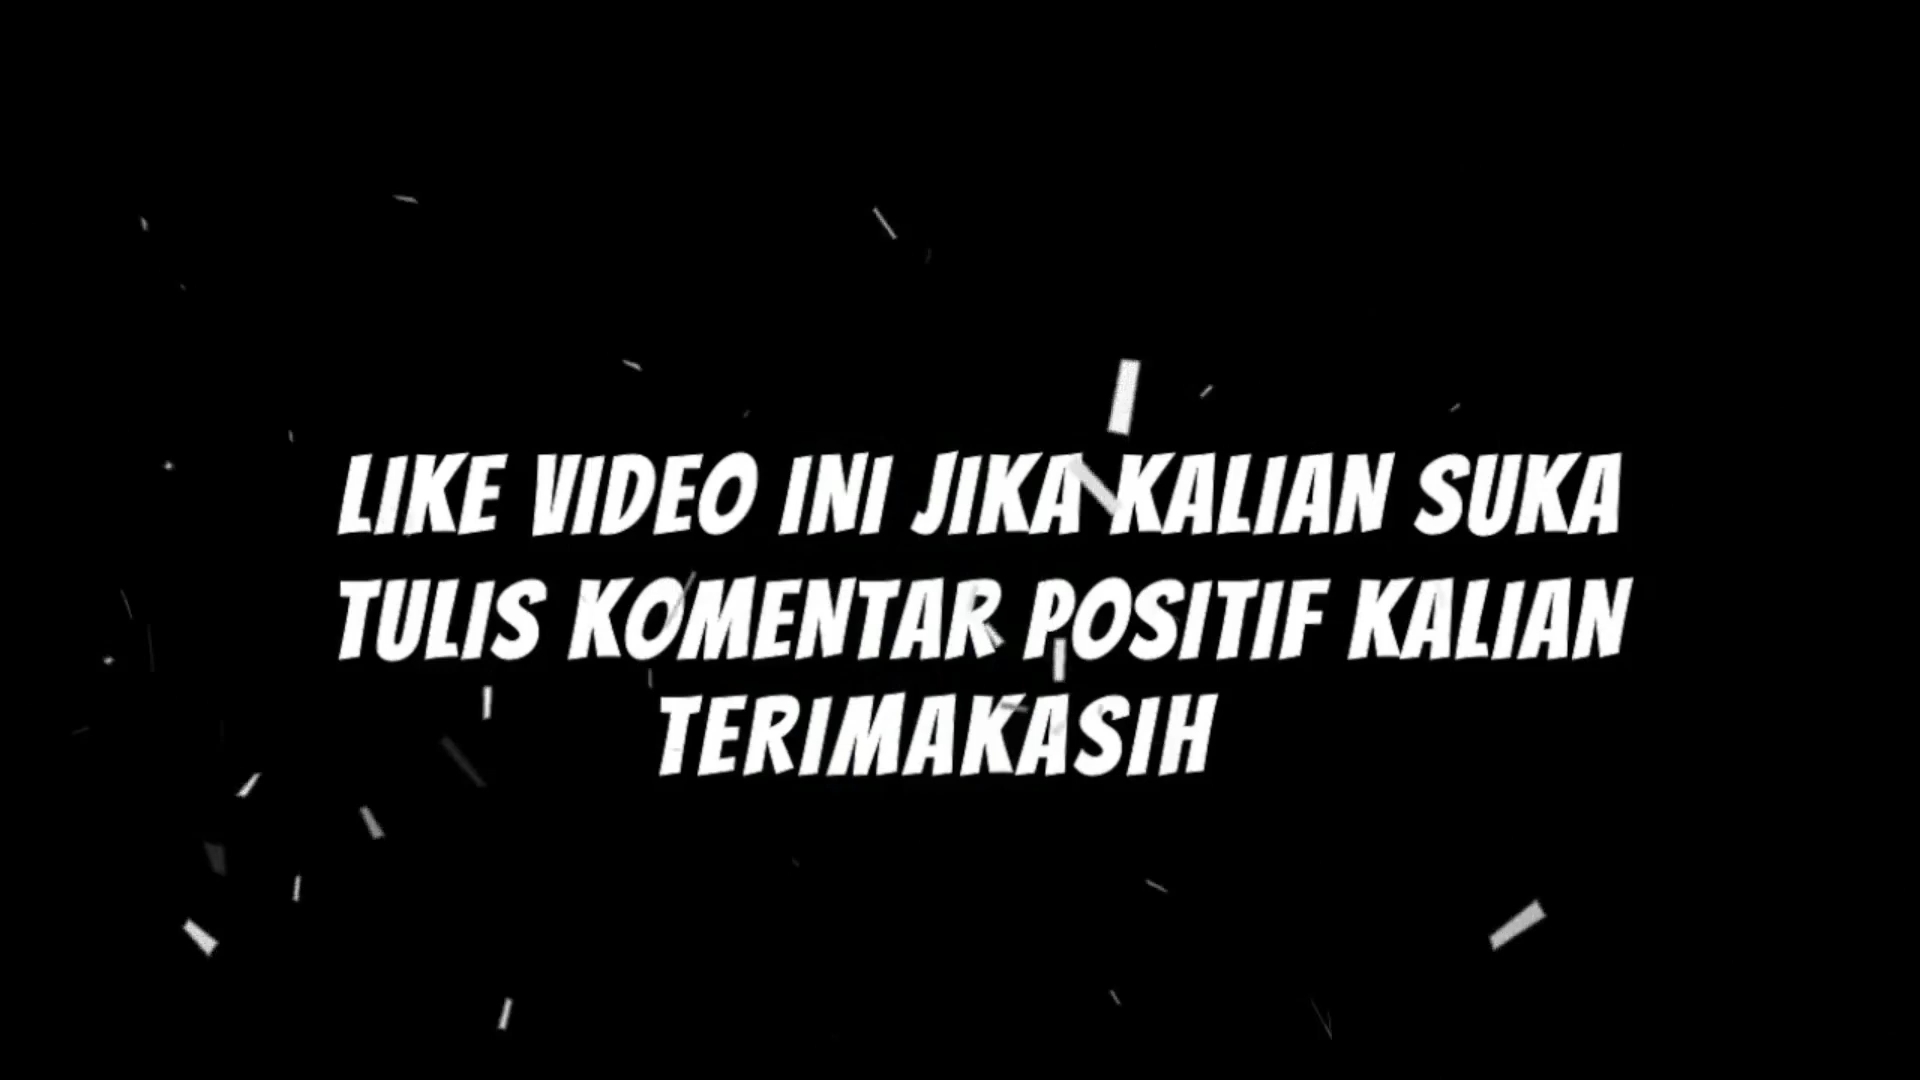 LIKE VIDEO INI JIKA KALIAN SUKA
TULIS KOMENTAR POSITIF KALIAN
TERIMAKASIH